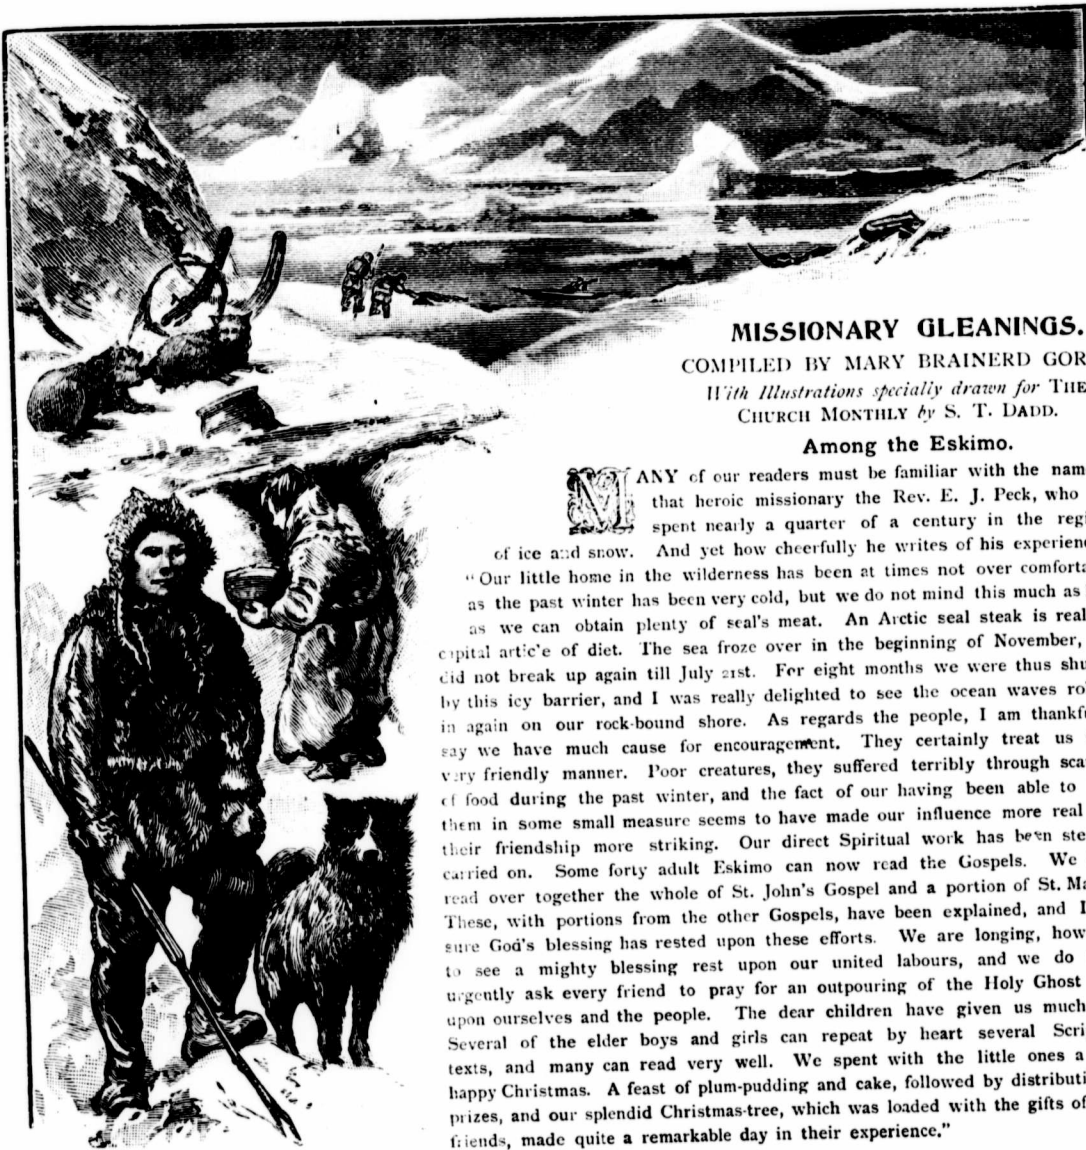 MISSIONARY GLEANINGS.
COMPILED BY MARY BRAINERD GOR
With Illustrations specially drawn for THE
CHURCH MONTHLY by S. T. DADD.
Among the Eskimo.
MANY of our readers must be familiar with the nam
that heroic missionary the Rev. E. J. Peck, who
spent nearly a quarter of a century in the regi
of ice and snow. And yet how cheerfully he writes of his experienc
"Our little home in the wilderness has been at times not over comforta
as the past winter has been very cold, but we do not mind this much as
as we can obtain plenty of seal's meat. An Arctic seal steak is real
capital artic'e of diet. The sea froze over in the beginning of November,
did not break up again till July 21st. For eight months we were thus shu
by this icy barrier, and I was really delighted to see the ocean waves ro
in again on our rock-bound shore. As regards the people, I am thankf
say we have much cause for encouragement. They certainly treat us
very friendly manner. Poor creatures, they suffered terribly through sca
of food during the past winter, and the fact of our having been able to
them in some small measure seems to have made our influence more real
their friendship more striking. Our direct Spiritual work has been ste
carried on. Some forty adult Eskimo can now read the Gospels. We
read over together the whole of St. John's Gospel and a portion of St. Ma
These, with portions from the other Gospels, have been explained, and I
sure God's blessing has rested upon these efforts. We are longing, how
to see a mighty blessing rest upon our united labours, and we do
urgently ask every friend to pray for an outpouring of the Holy Ghost
upon ourselves and the people. The dear children have given us much
Several of the elder boys and girls can repeat by heart several Scri
texts, and many can read very well. We spent with the little ones a
happy Christmas. A feast of plum-pudding and cake, followed by distributi
prizes, and our splendid Christmas-tree, which was loaded with the gifts of
friends, made quite a remarkable day in their experience."